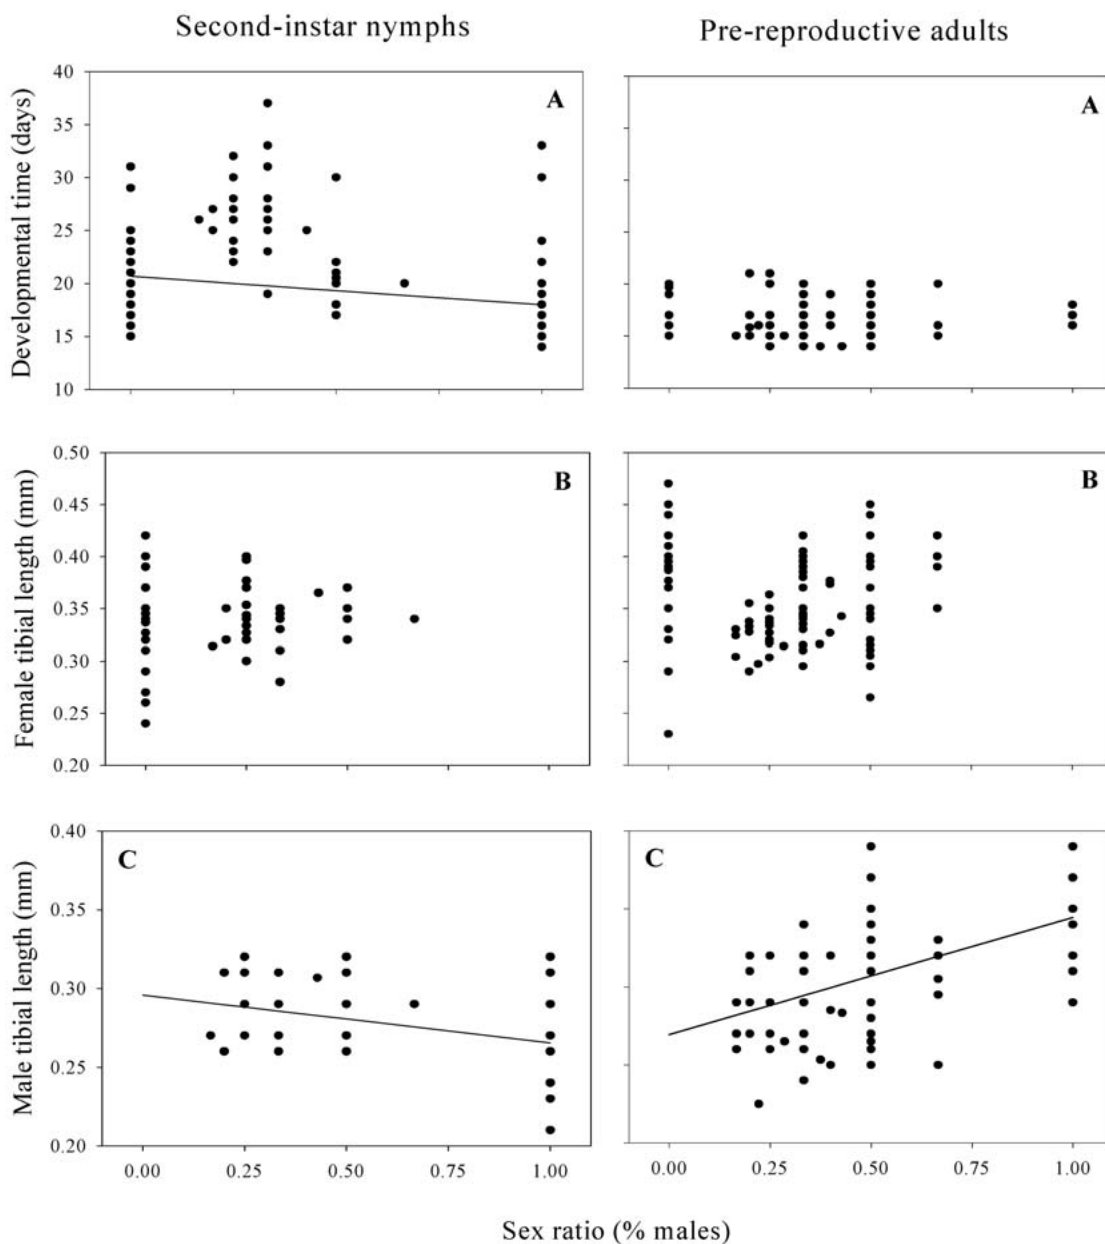 Second-instar nymphs
Pre-reproductive adults
Developmental time (days)
40
35
30
25
20
15
10
A
A
Female tibial length (mm)
0.50
0.45
0.40
0.35
0.30
0.25
0.20
B
B
Male tibial length (mm)
0.40
0.35
0.30
0.25
0.20
C
C
0.00 0.25 0.50 0.75 1.00
0.00 0.25 0.50 0.75 1.00
Sex ratio (% males)